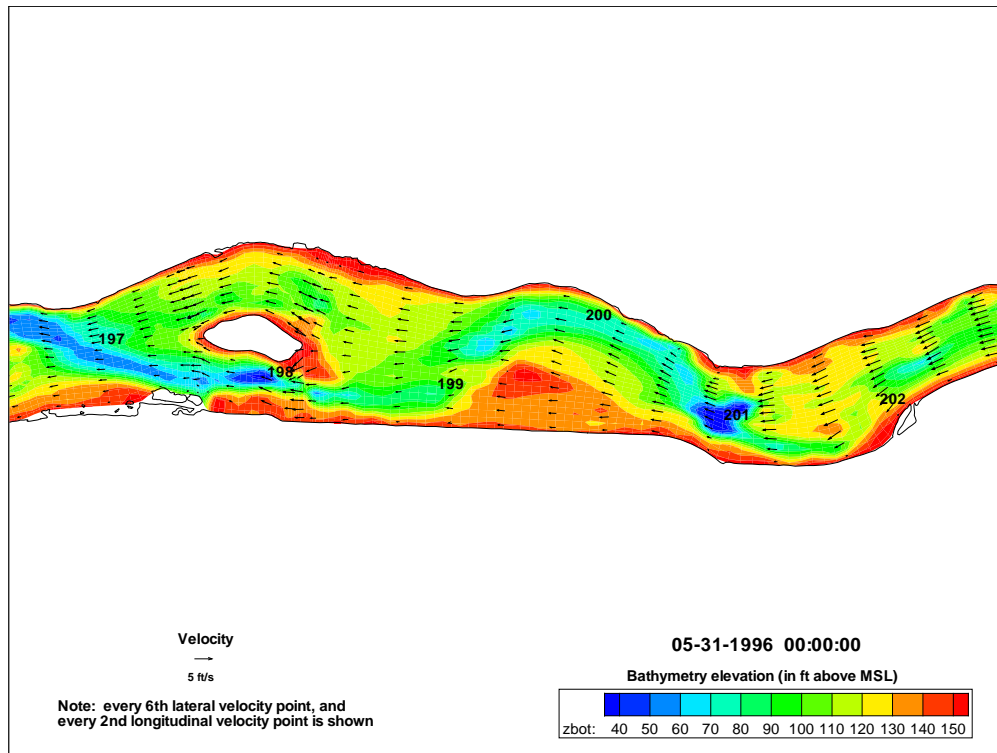 200
197
198
199
201
202
Velocity
5 ft/s
Note: every 6th lateral velocity point, and
every 2nd longitudinal velocity point is shown
05-31-1996 00:00:00
Bathymetry elevation (in ft above MSL)
zbot: 40 50 60 70 80 90 100 110 120 130 140 150